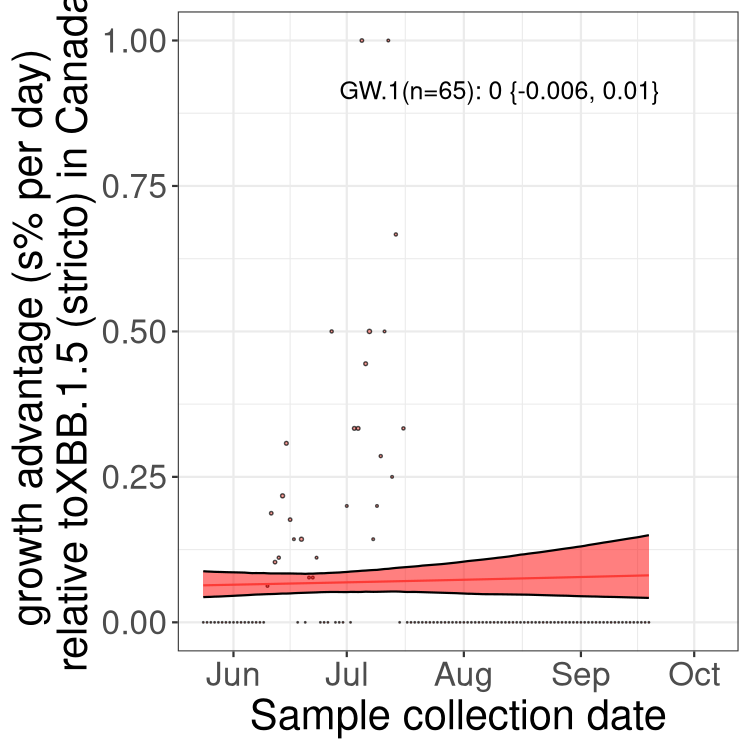 growth advantage (s% per day)
relative toXBB.1.5 (stricto) in Canada
1.00
0.75
0.50
0.25
0.00
GW.1(n=65): 0 {-0.006, 0.01}
Jun Jul Aug Sep Oct
Sample collection date